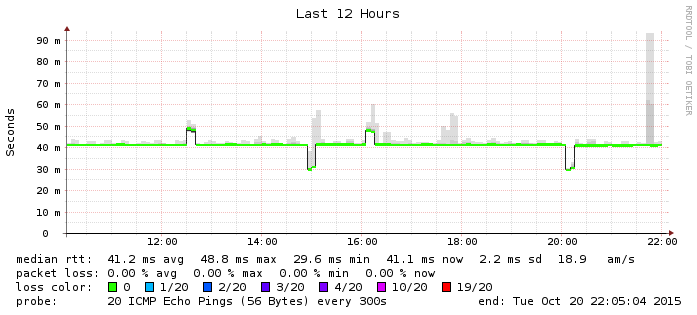 Last 12 Hours
RRDTOOL / TOBI OETIKER
Seconds
90 m
80 m
70 m
60 m
50 m
40 m
30 m
20 m
10 m
0
12:00 14:00 16:00 18:00 20:00 22:00
median rtt: 41.2 ms avg 48.8 ms max 29.6 ms min 41.1 ms now 2.2 ms sd 18.9 am/s
packet loss: 0.00 % avg 0.00 % max 0.00 % min 0.00 % now
loss color: 0 1/20 2/20 3/20 4/20 10/20 19/20
probe: 20 ICMP Echo Pings (56 Bytes) every 300s end: Tue Oct 20 22:05:04 2015